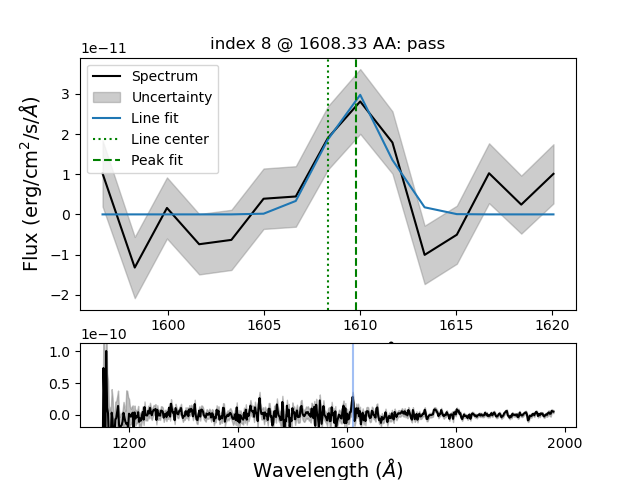 index 8 @ 1608.33 AA: pass
1e−11
Spectrum
Uncertainty
Line fit
Line center
Peak fit
Flux (erg/cm²/s/Å)
3
2
1
0
−1
−2
1600
1605
1610
1615
1620
1e−10
1.0
0.5
0.0
1200
1400
1600
1800
2000
Wavelength (Å)